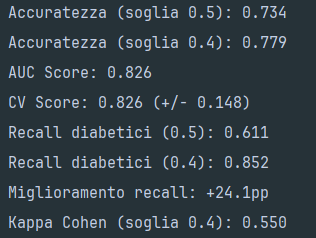 Accuratezza (soglia 0.5): 0.734
Accuratezza (soglia 0.4): 0.779
AUC Score: 0.826
CV Score: 0.826 (+/- 0.148)
Recall diabetici (0.5): 0.611
Recall diabetici (0.4): 0.852
Miglioramento recall: +24.1pp
Kappa Cohen (soglia 0.4): 0.550